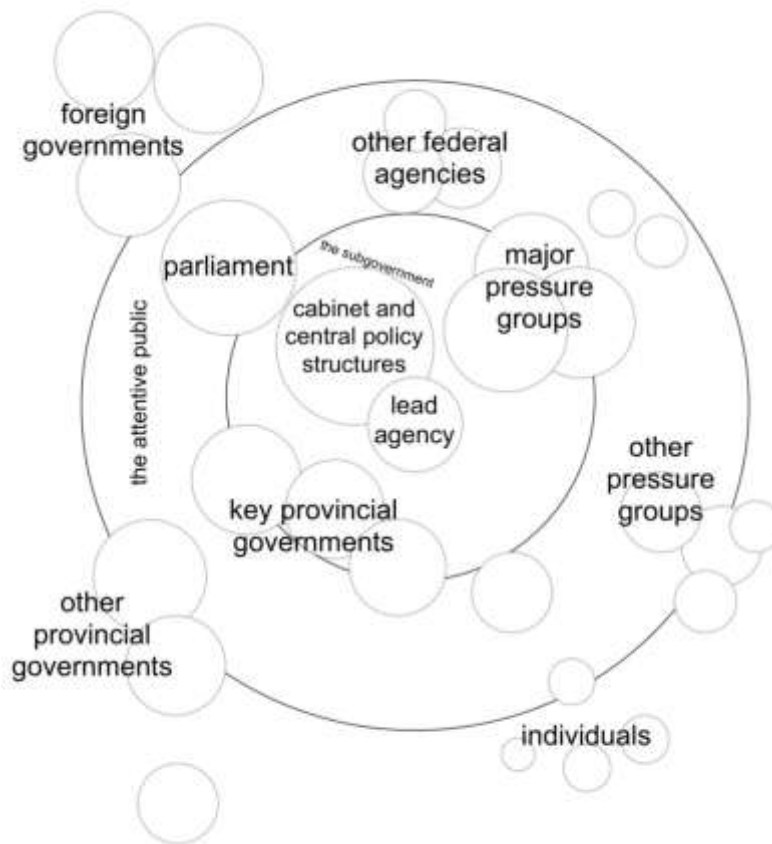 foreign
governments
other federal
agencies
the subgovernment
parliament
major
pressure
groups
cabinet and
central policy
structures
the attentive public
lead
agency
other
pressure
groups
key provincial
governments
other
provincial
governments
individuals